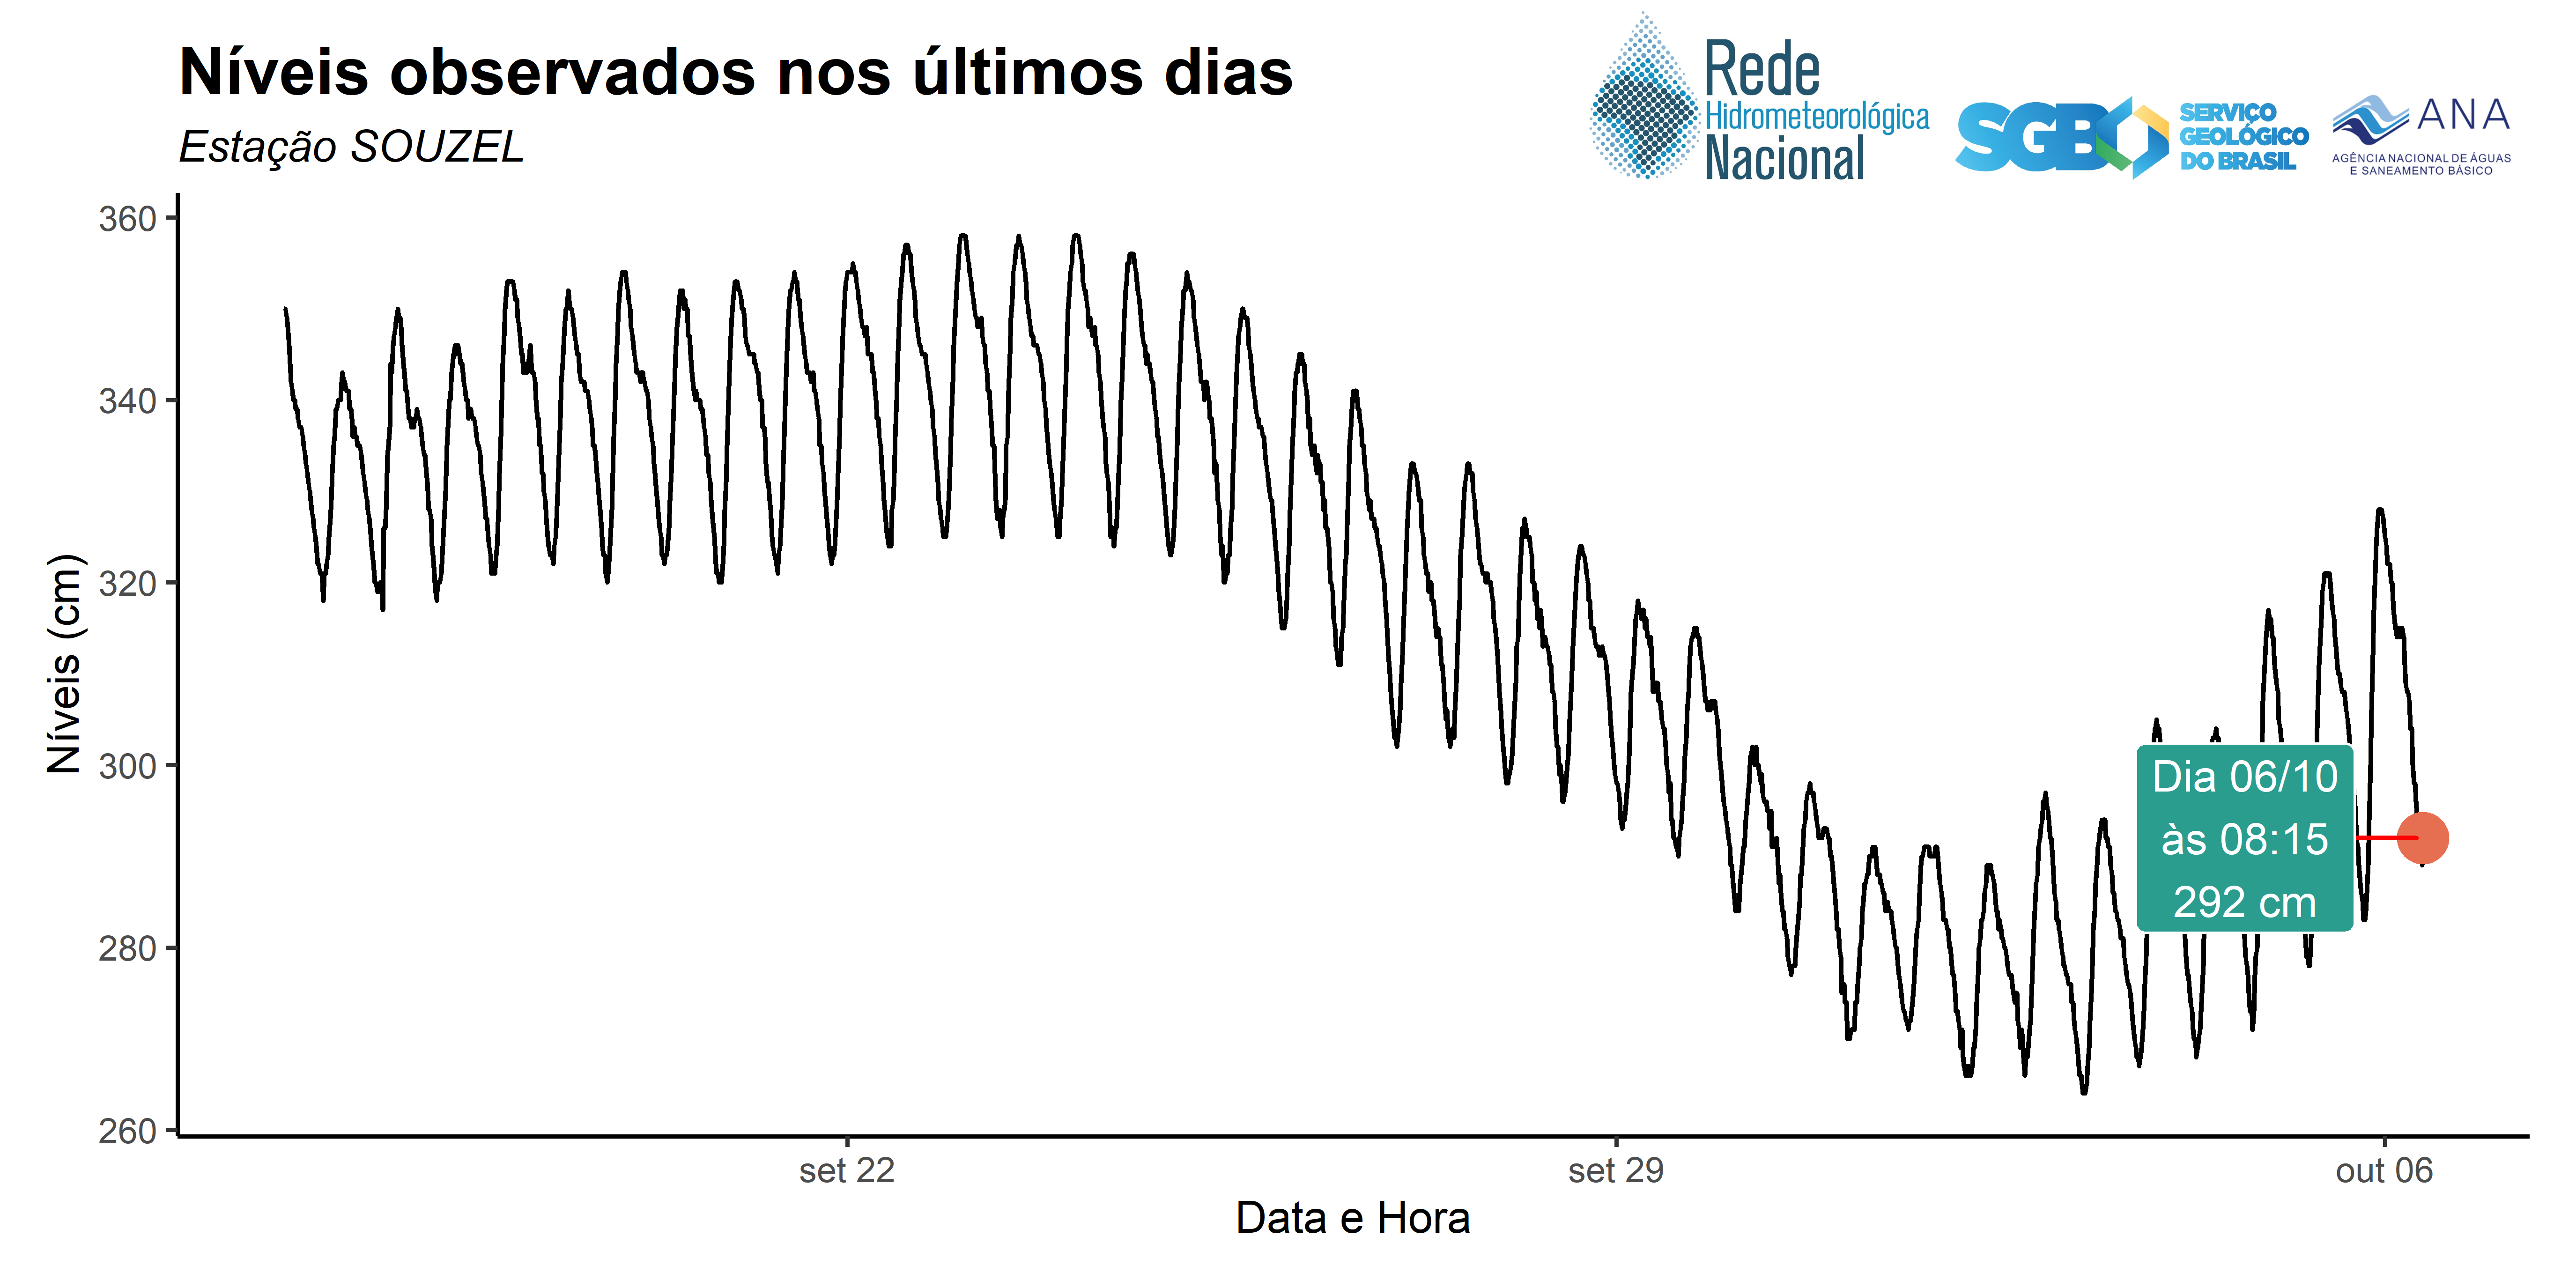 Níveis observados nos últimos dias
Estação SOUZEL
Rede
Hidrometeorológica
Nacional
SGB
SERVIÇO
GEOLÓGICO
DO BRASIL
ANA
AGÊNCIA NACIONAL DE ÁGUAS
E SANEAMENTO BÁSICO
Níveis (cm)
360
340
320
300
280
260
Dia 06/10
às 08:15
292 cm
set 22
set 29
out 06
Data e Hora